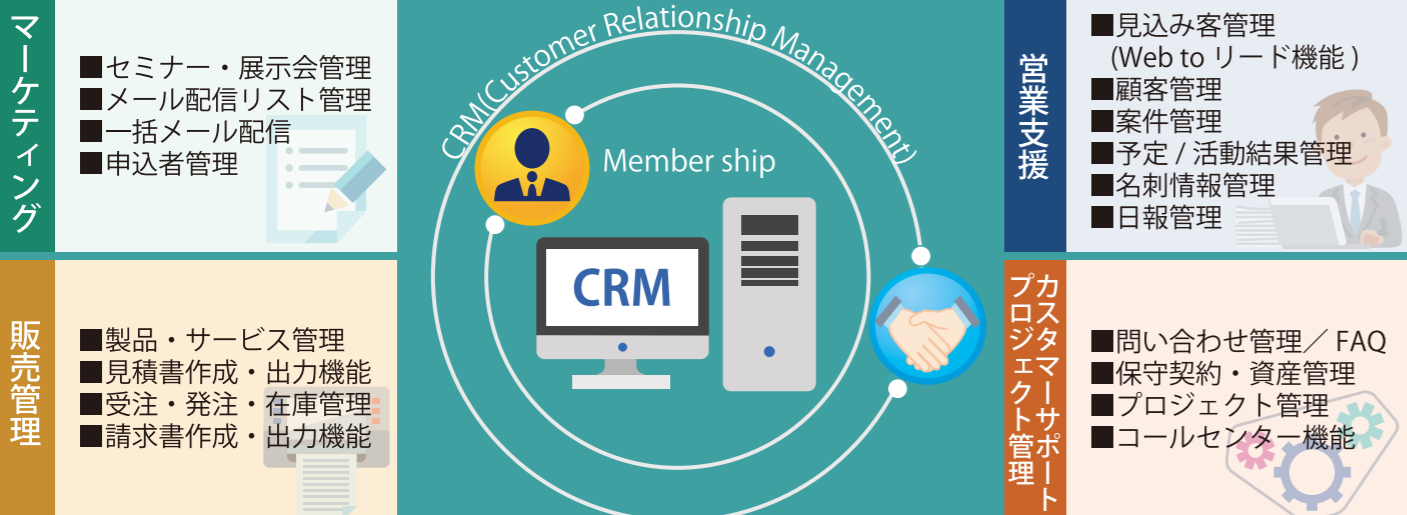 マーケティング
■セミナー・展示会管理
■メール配信リスト管理
■一括メール配信
■申込者管理
販売管理
■製品・サービス管理
■見積書作成・出力機能
■受注・発注・在庫管理
■請求書作成・出力機能
CRM(Customer Relationship Management)
Member ship
CRM
営業支援
■見込み客管理
(Web to リード機能 )
■顧客管理
■案件管理
■予定 / 活動結果管理
■名刺情報管理
■日報管理
カスタマーサポート
プロジェクト管理
■問い合わせ管理／ FAQ
■保守契約・資産管理
■プロジェクト管理
■コールセンター機能